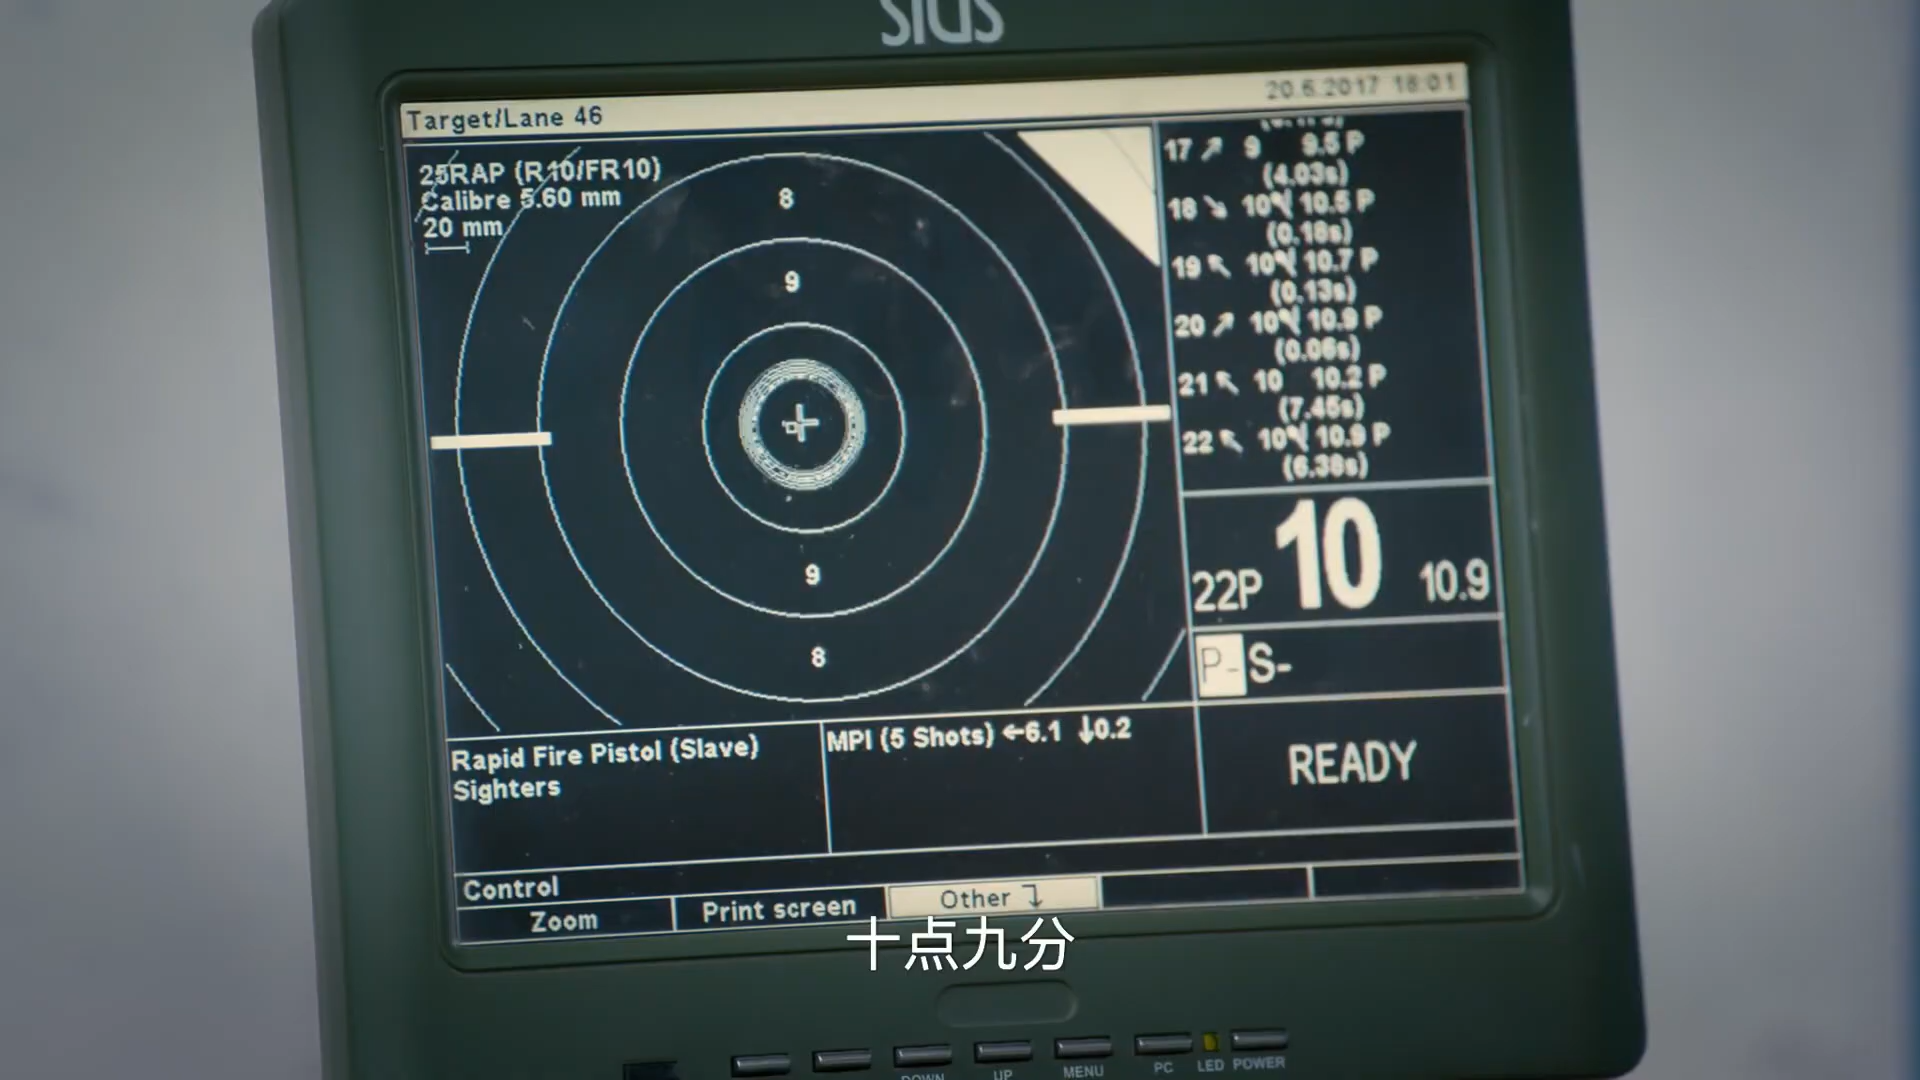 SIUS
Target/Lane 46
20.6.2017 18:01
25RAP (R10/FR10)
Calibre 5.60 mm
20 mm
8
9
9
8
17 ↗ 9 9.5 P
(4.03s)
18 ↘ 10 10.5 P
(0.18s)
19 ↖ 10 10.7 P
(0.13s)
20 ↗ 10 10.9 P
(0.06s)
21 ↖ 10 10.2 P
(7.45s)
22 ↖ 10 10.9 P
(6.38s)
22P 10 10.9
P-S-
READY
Rapid Fire Pistol (Slave)
Sighters
MPI (5 Shots) ←6.1 ↓0.2
Control
Zoom
Print screen
Other
十点九分
DOWN
UP
MENU
PC
LED
POWER